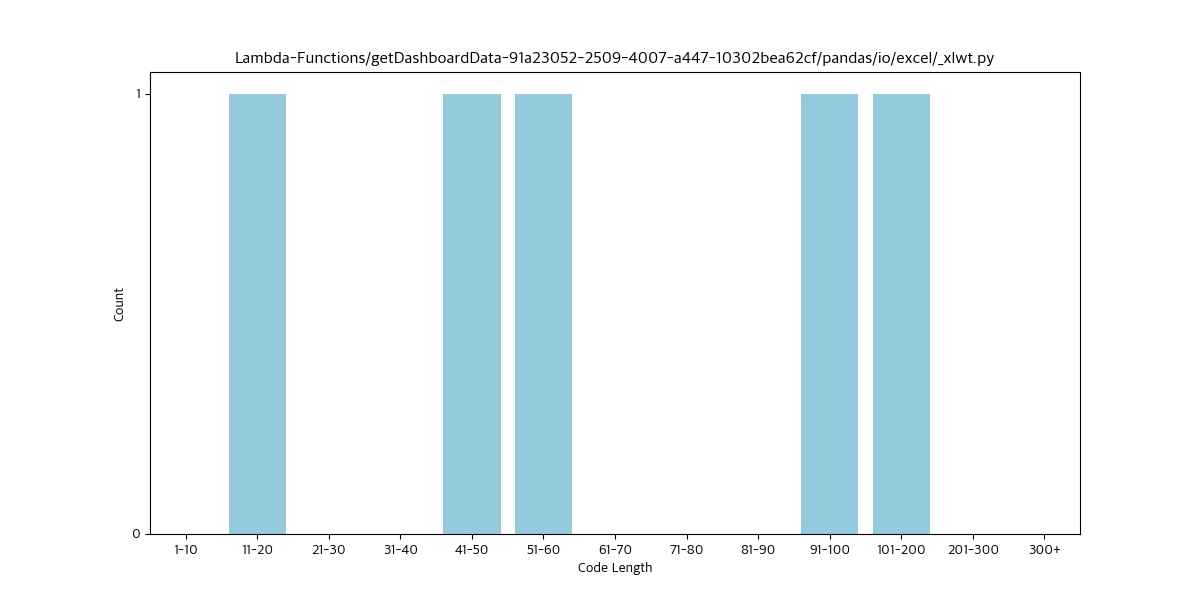 Lambda-Functions/getDashboardData-91a23052-2509-4007-a447-10302bea62cf/pandas/io/excel/_xlwt.py
1
Count
0
1-10 11-20 21-30 31-40 41-50 51-60 61-70 71-80 81-90 91-100 101-200 201-300 300+
Code Length